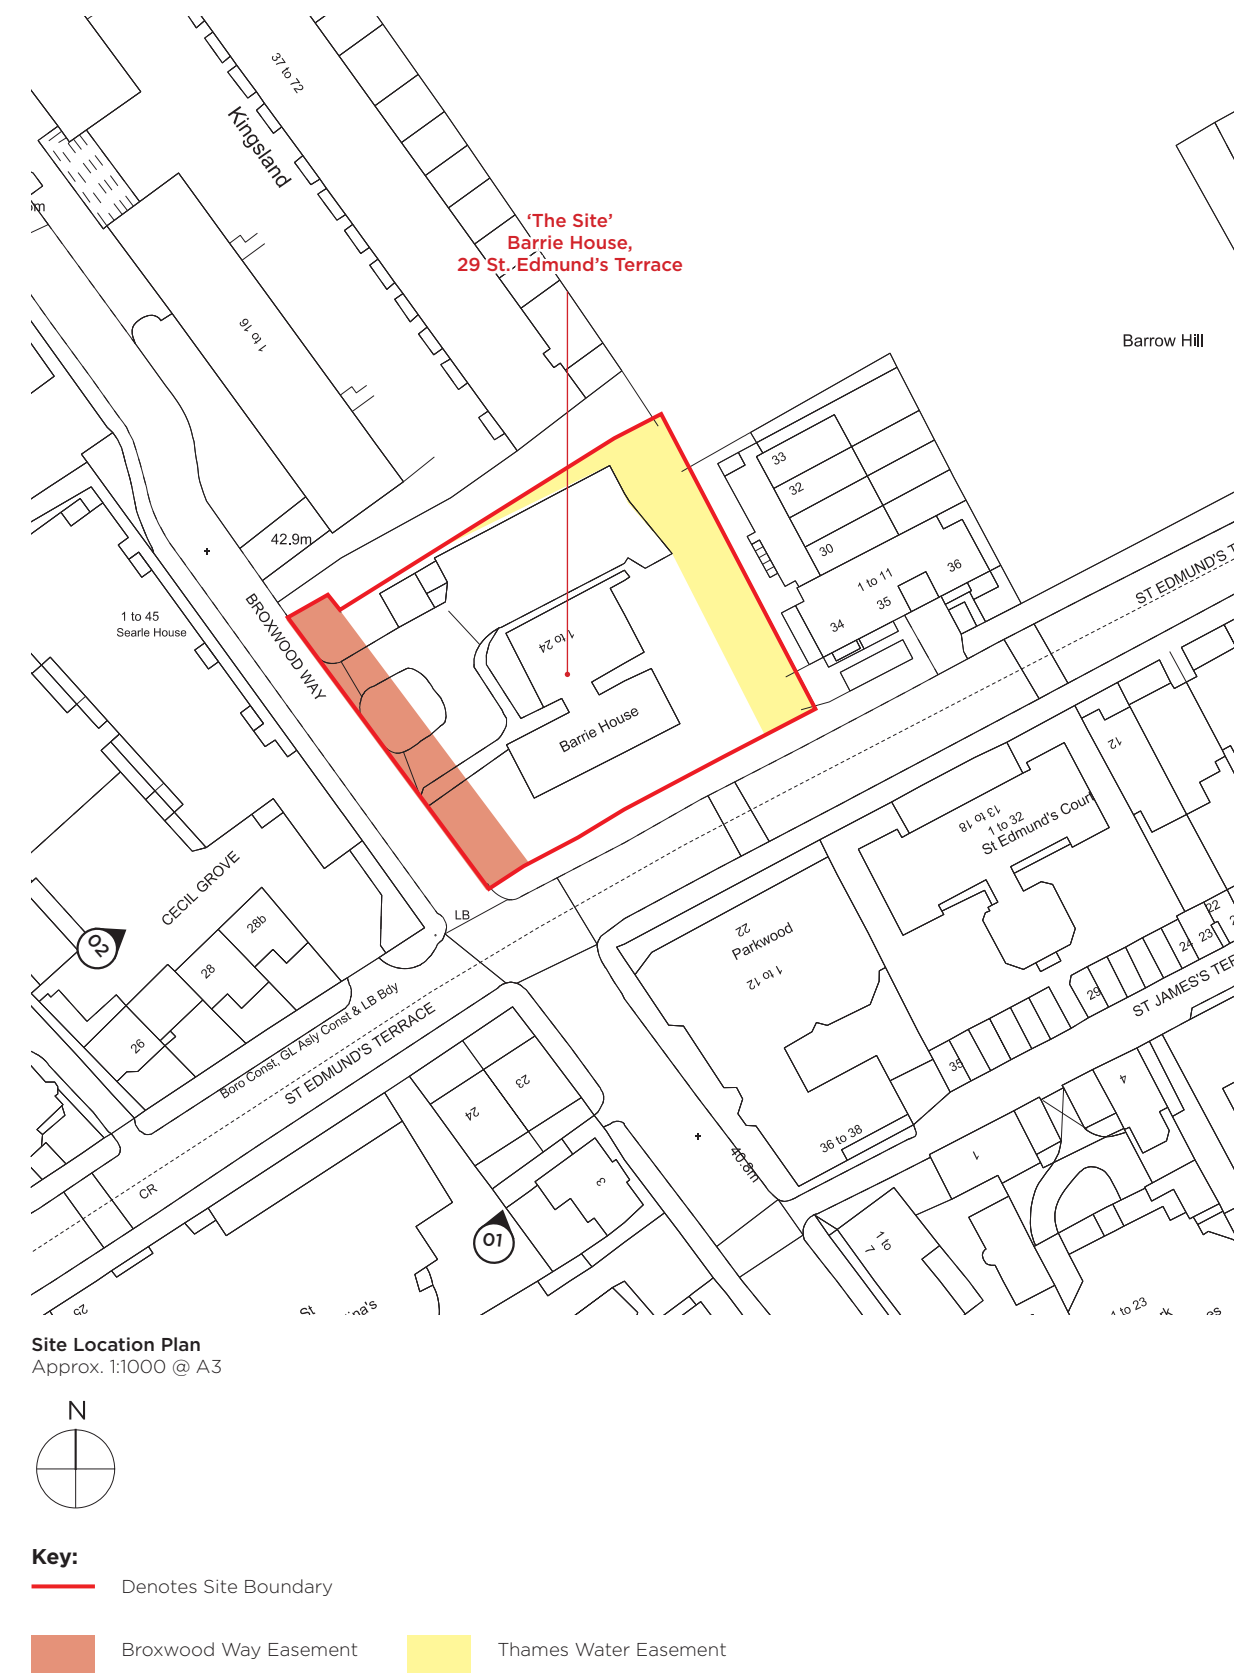 37 to 72
Kingsland
1 to 16
'The Site'
Barrie House,
29 St. Edmund's Terrace
Barrow Hill
33
32
30
1 to 11
36
35
34
ST EDMUND'S T
42.9m
1 to 45
Searle House
BROXWOOD WAY
1 to 24
Barrie House
12
13 to 18
1 to 32
St Edmund's Court
CECIL GROVE
LB
28b
28
26
02
22
Parkwood
1 to 12
22
23
24
29
ST JAMES'S TER
35
Boro Const, GL Asly Const & LB Bdy
ST EDMUND'S TERRACE
23
24
36 to 38
4
1
40.8m
3
CR
01
1 to
7
25
St
ina's
1 to 23
rk
es
Site Location Plan
Approx. 1:1000 @ A3
N
Key:
Denotes Site Boundary
Broxwood Way Easement
Thames Water Easement